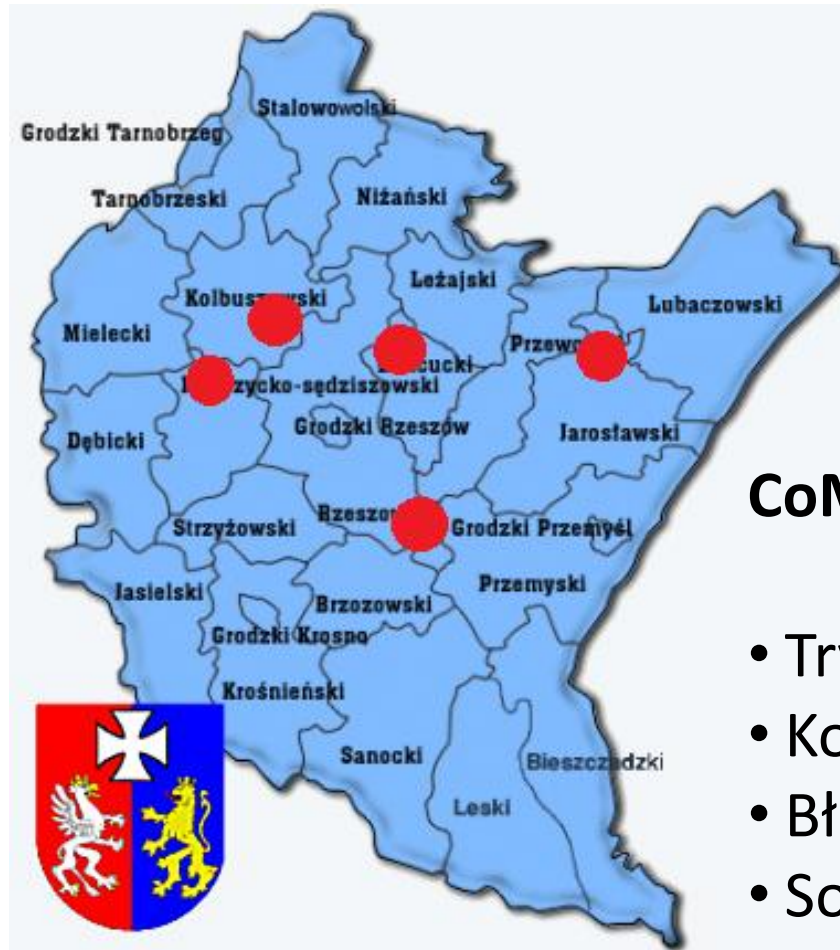 Stalowowolski
Grodzki Tarnobrzeg
Tarnobrzeski
Niżański
Leżajski
Kolbuszowski
Lubaczowski
Mielecki
Grodzki Rzeszów
Dębicki
Jarosławski
Strzyżowski
Grodzki Przemyśl
Jasielski
Przemyski
Brzozowski
Grodzki Krosno
Krośnieński
Sanocki
Bieszczadzki
Leski